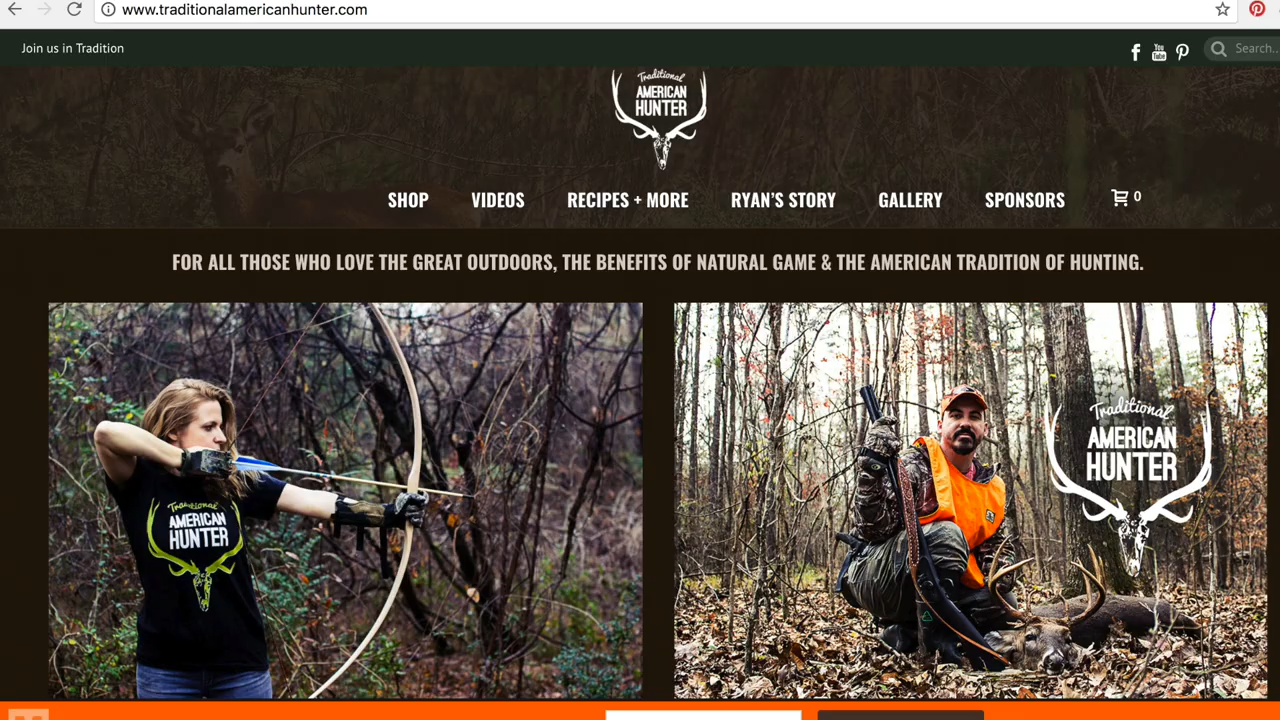 www.traditionalamericanhunter.com
Join us in Tradition
You
Tube
Search..
Traditional
AMERICAN
HUNTER
SHOP VIDEOS RECIPES + MORE RYAN'S STORY GALLERY SPONSORS 0
FOR ALL THOSE WHO LOVE THE GREAT OUTDOORS, THE BENEFITS OF NATURAL GAME & THE AMERICAN TRADITION OF HUNTING.
Traditional
AMERICAN
HUNTER
Traditional
AMERICAN
HUNTER